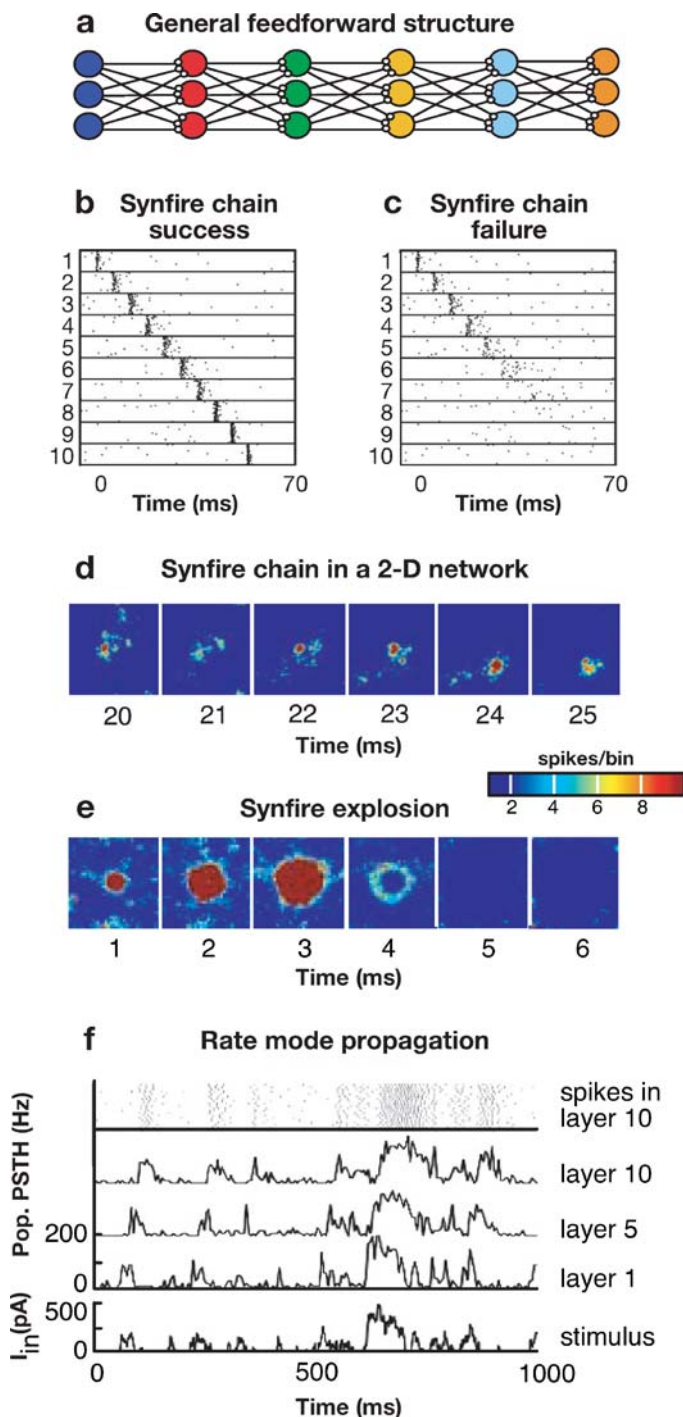 a General feedforward structure
b Synfire chain success
c Synfire chain failure
1
2
3
4
5
6
7
8
9
10
0 70
Time (ms)
1
2
3
4
5
6
7
8
9
10
0 70
Time (ms)
d Synfire chain in a 2-D network
20 21 22 23 24 25
Time (ms)
spikes/bin
2 4 6 8
e Synfire explosion
1 2 3 4 5 6
Time (ms)
f Rate mode propagation
Pop. PSTH (Hz)
200
0
spikes in
layer 10
layer 10
layer 5
layer 1
Iin(pA)
500
0
stimulus
0 500 1000
Time (ms)